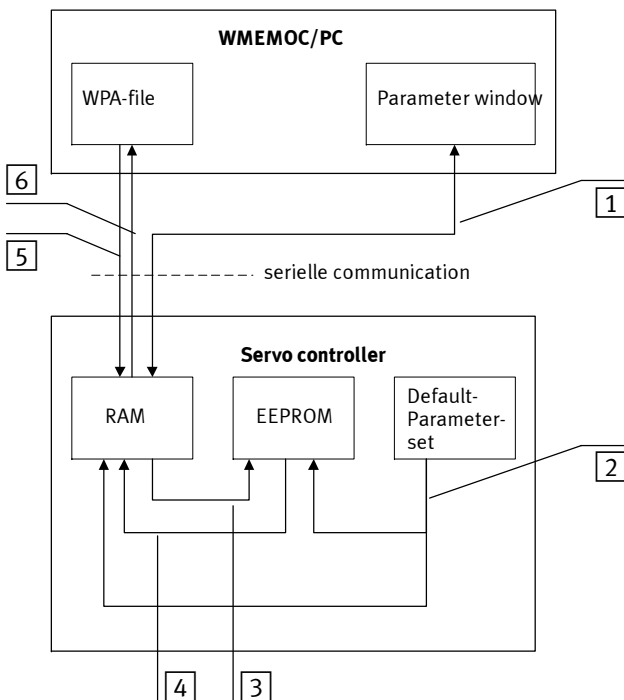 WMEMOC/PC
WPA-file
Parameter window
6
1
5
serielle communication
Servo controller
RAM
EEPROM
Default-
Parameter-
set
2
4
3